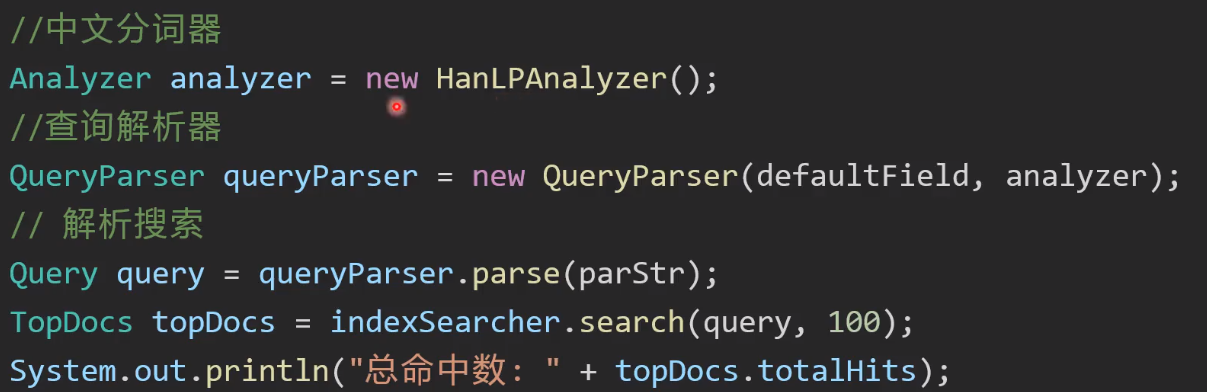 //中文分词器
Analyzer analyzer = new HanLPAnalyzer();
//查询解析器
QueryParser queryParser = new QueryParser(defaultField, analyzer);
// 解析搜索
Query query = queryParser.parse(parStr);
TopDocs topDocs = indexSearcher.search(query, 100);
System.out.println("总命中数: " + topDocs.totalHits);